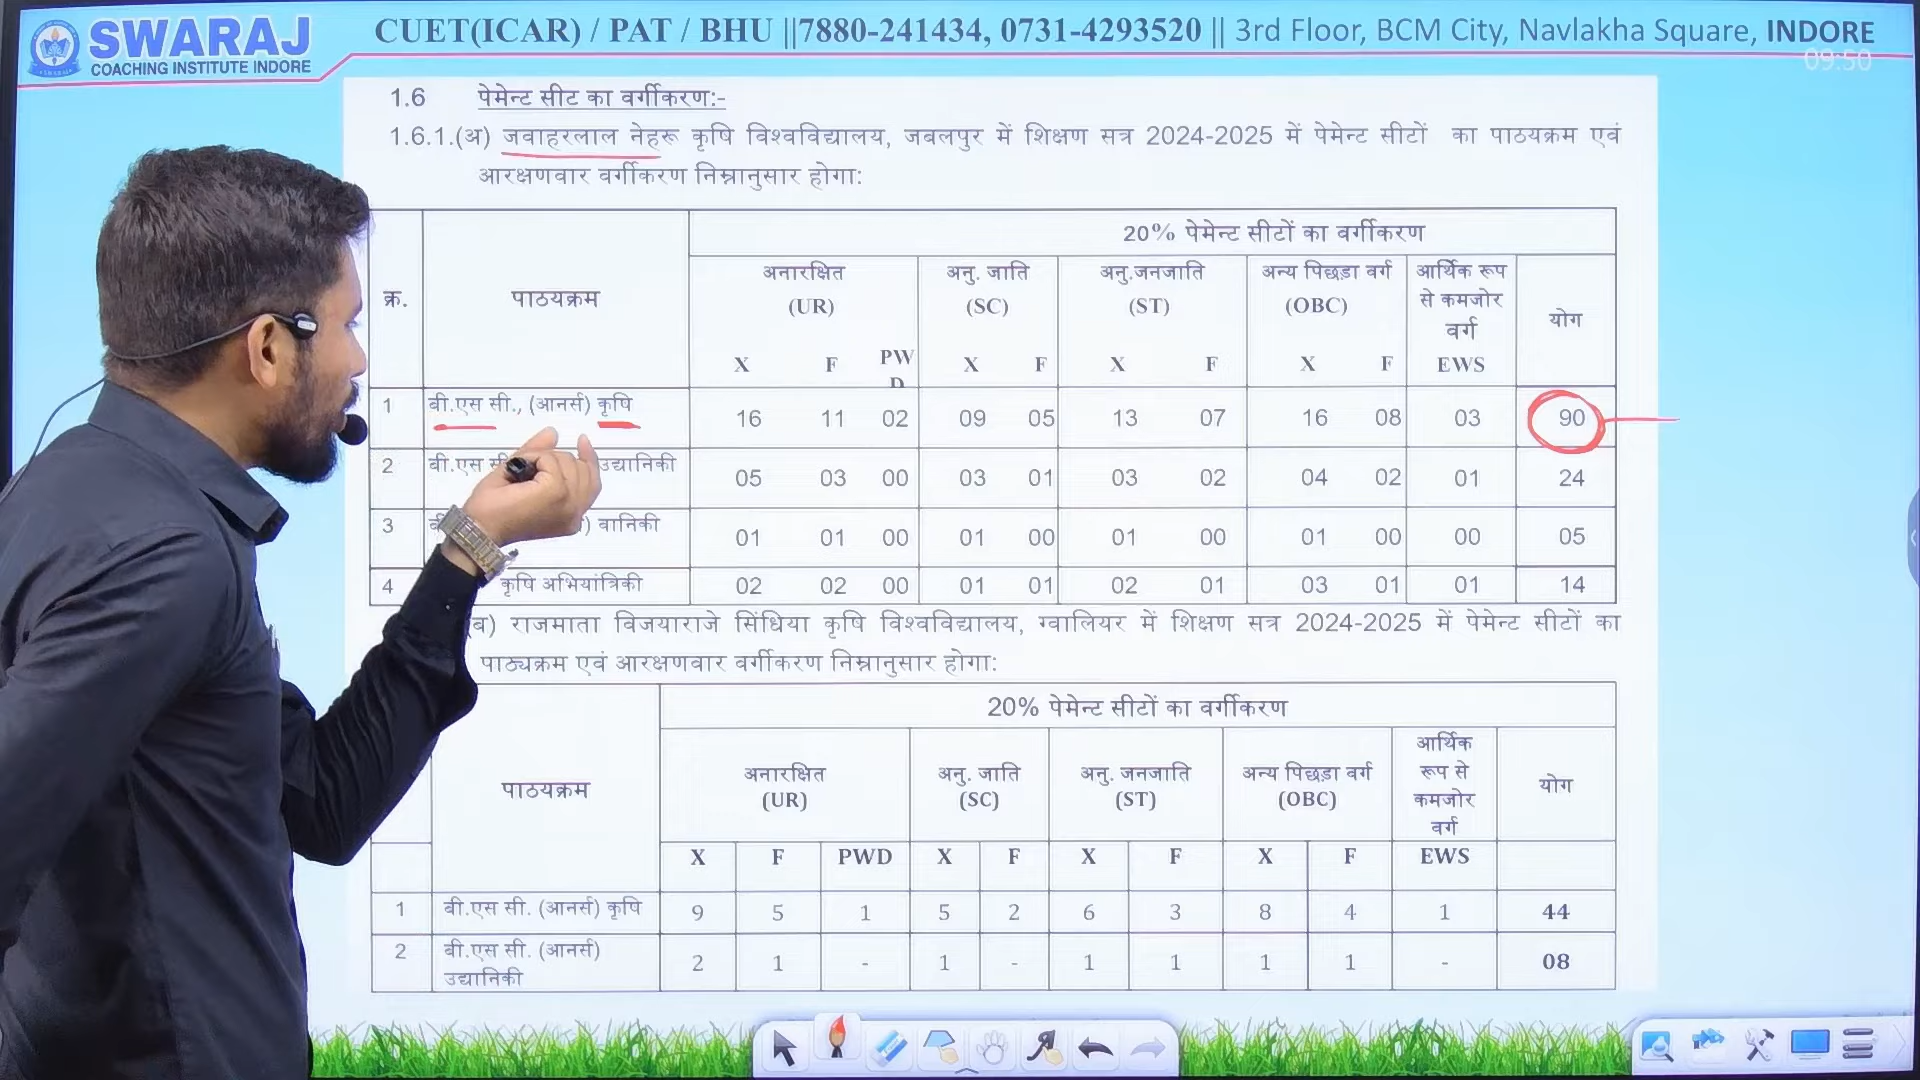 SWARAJ
COACHING INSTITUTE INDORE
CUET(ICAR) / PAT / BHU ||7880-241434, 0731-4293520 || 3rd Floor, BCM City, Navlakha Square, INDORE
09:50
1.6 पेमेन्ट सीट का वर्गीकरण:-
1.6.1.(अ) जवाहरलाल नेहरू कृषि विश्वविद्यालय, जबलपुर में शिक्षण सत्र 2024-2025 में पेमेन्ट सीटों का पाठयक्रम एवं
आरक्षणवार वर्गीकरण निम्नानुसार होगा:
20% पेमेन्ट सीटों का वर्गीकरण
क्र. पाठयक्रम अनारक्षित (UR) अनु. जाति (SC) अनु.जनजाति (ST) अन्य पिछड़ा वर्ग (OBC) आर्थिक रूप से कमजोर वर्ग योग
X F PWD X F X F X F EWS
1 बी.एस सी., (आनर्स) कृषि 16 11 02 09 05 13 07 16 08 03 90
2 बी.एस उद्यानिकी 05 03 00 03 01 03 02 04 02 01 24
3 वानिकी 01 01 00 01 00 01 00 01 00 00 05
4 कृषि अभियांत्रिकी 02 02 00 01 01 02 01 03 01 01 14
(ब) राजमाता विजयाराजे सिंधिया कृषि विश्वविद्यालय, ग्वालियर में शिक्षण सत्र 2024-2025 में पेमेन्ट सीटों का
पाठ्यक्रम एवं आरक्षणवार वर्गीकरण निम्नानुसार होगा:
20% पेमेन्ट सीटों का वर्गीकरण
पाठयक्रम अनारक्षित (UR) अनु. जाति (SC) अनु. जनजाति (ST) अन्य पिछड़ा वर्ग (OBC) आर्थिक रूप से कमजोर वर्ग योग
X F PWD X F X F X F EWS
1 बी.एस सी. (आनर्स) कृषि 9 5 1 5 2 6 3 8 4 1 44
2 बी.एस सी. (आनर्स) उद्यानिकी 2 1 - 1 - 1 1 1 1 - 08